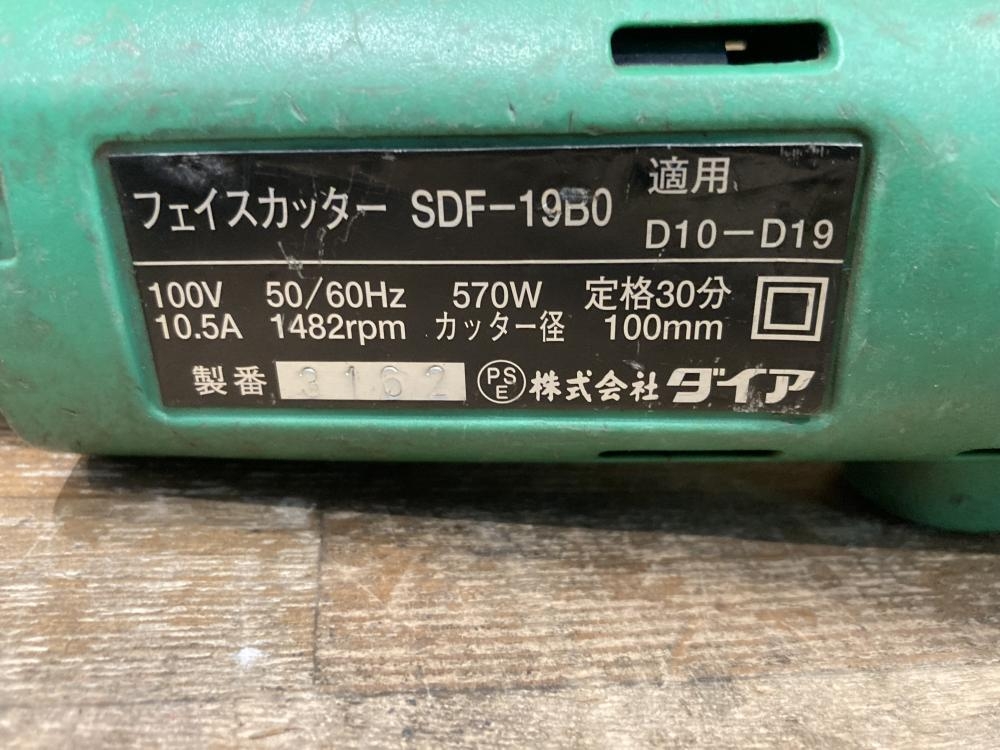 フェイスカッター SDF-19B0 適用 D10-D19
100V 50/60Hz 570W 定格30分
10.5A 1482rpm カッター径 100mm
製番 3162 PSE 株式会社 ダイア